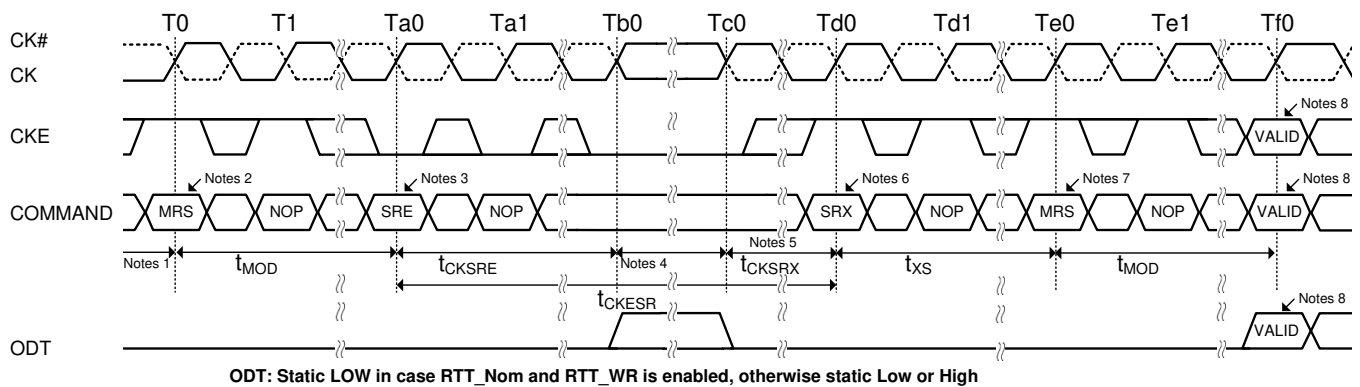 T0 T1 Ta0 Ta1 Tb0 Tc0 Td0 Td1 Te0 Te1 Tf0
CK#
CK
Notes 8
CKE VALID
Notes 2 Notes 3 Notes 6 Notes 7 Notes 8
COMMAND MRS NOP SRE NOP SRX NOP MRS NOP VALID
Notes 1 tMOD tCKSRE Notes 4 Notes 5 tCKSRX tXS tMOD
tCKESR
Notes 8
ODT VALID
ODT: Static LOW in case RTT_Nom and RTT_WR is enabled, otherwise static Low or High